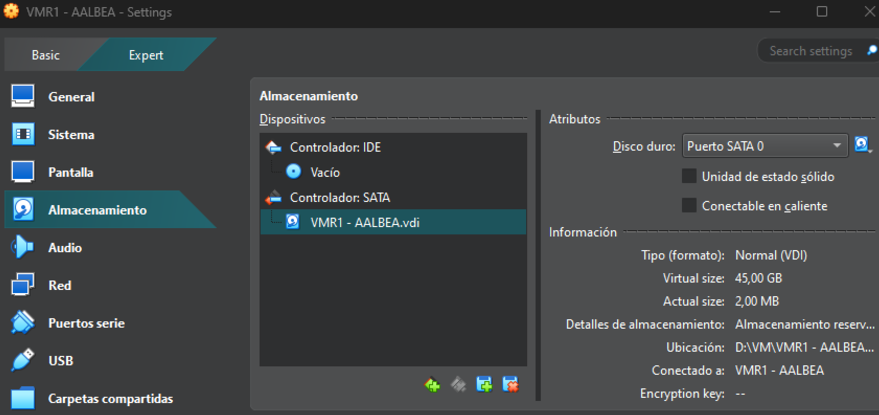 VMR1 - AALBEA - Settings
Basic
Expert
Search settings
General
Sistema
Pantalla
Almacenamiento
Audio
Red
Puertos serie
USB
Carpetas compartidas
Almacenamiento
Dispositivos
Controlador: IDE
Vacío
Controlador: SATA
VMR1 - AALBEA.vdi
Atributos
Disco duro: Puerto SATA 0
Unidad de estado sólido
Conectable en caliente
Información
Tipo (formato): Normal (VDI)
Virtual size: 45,00 GB
Actual size: 2,00 MB
Detalles de almacenamiento: Almacenamiento reserv...
Ubicación: D:\VM\VMR1 - AALBEA...
Conectado a: VMR1 - AALBEA
Encryption key: --